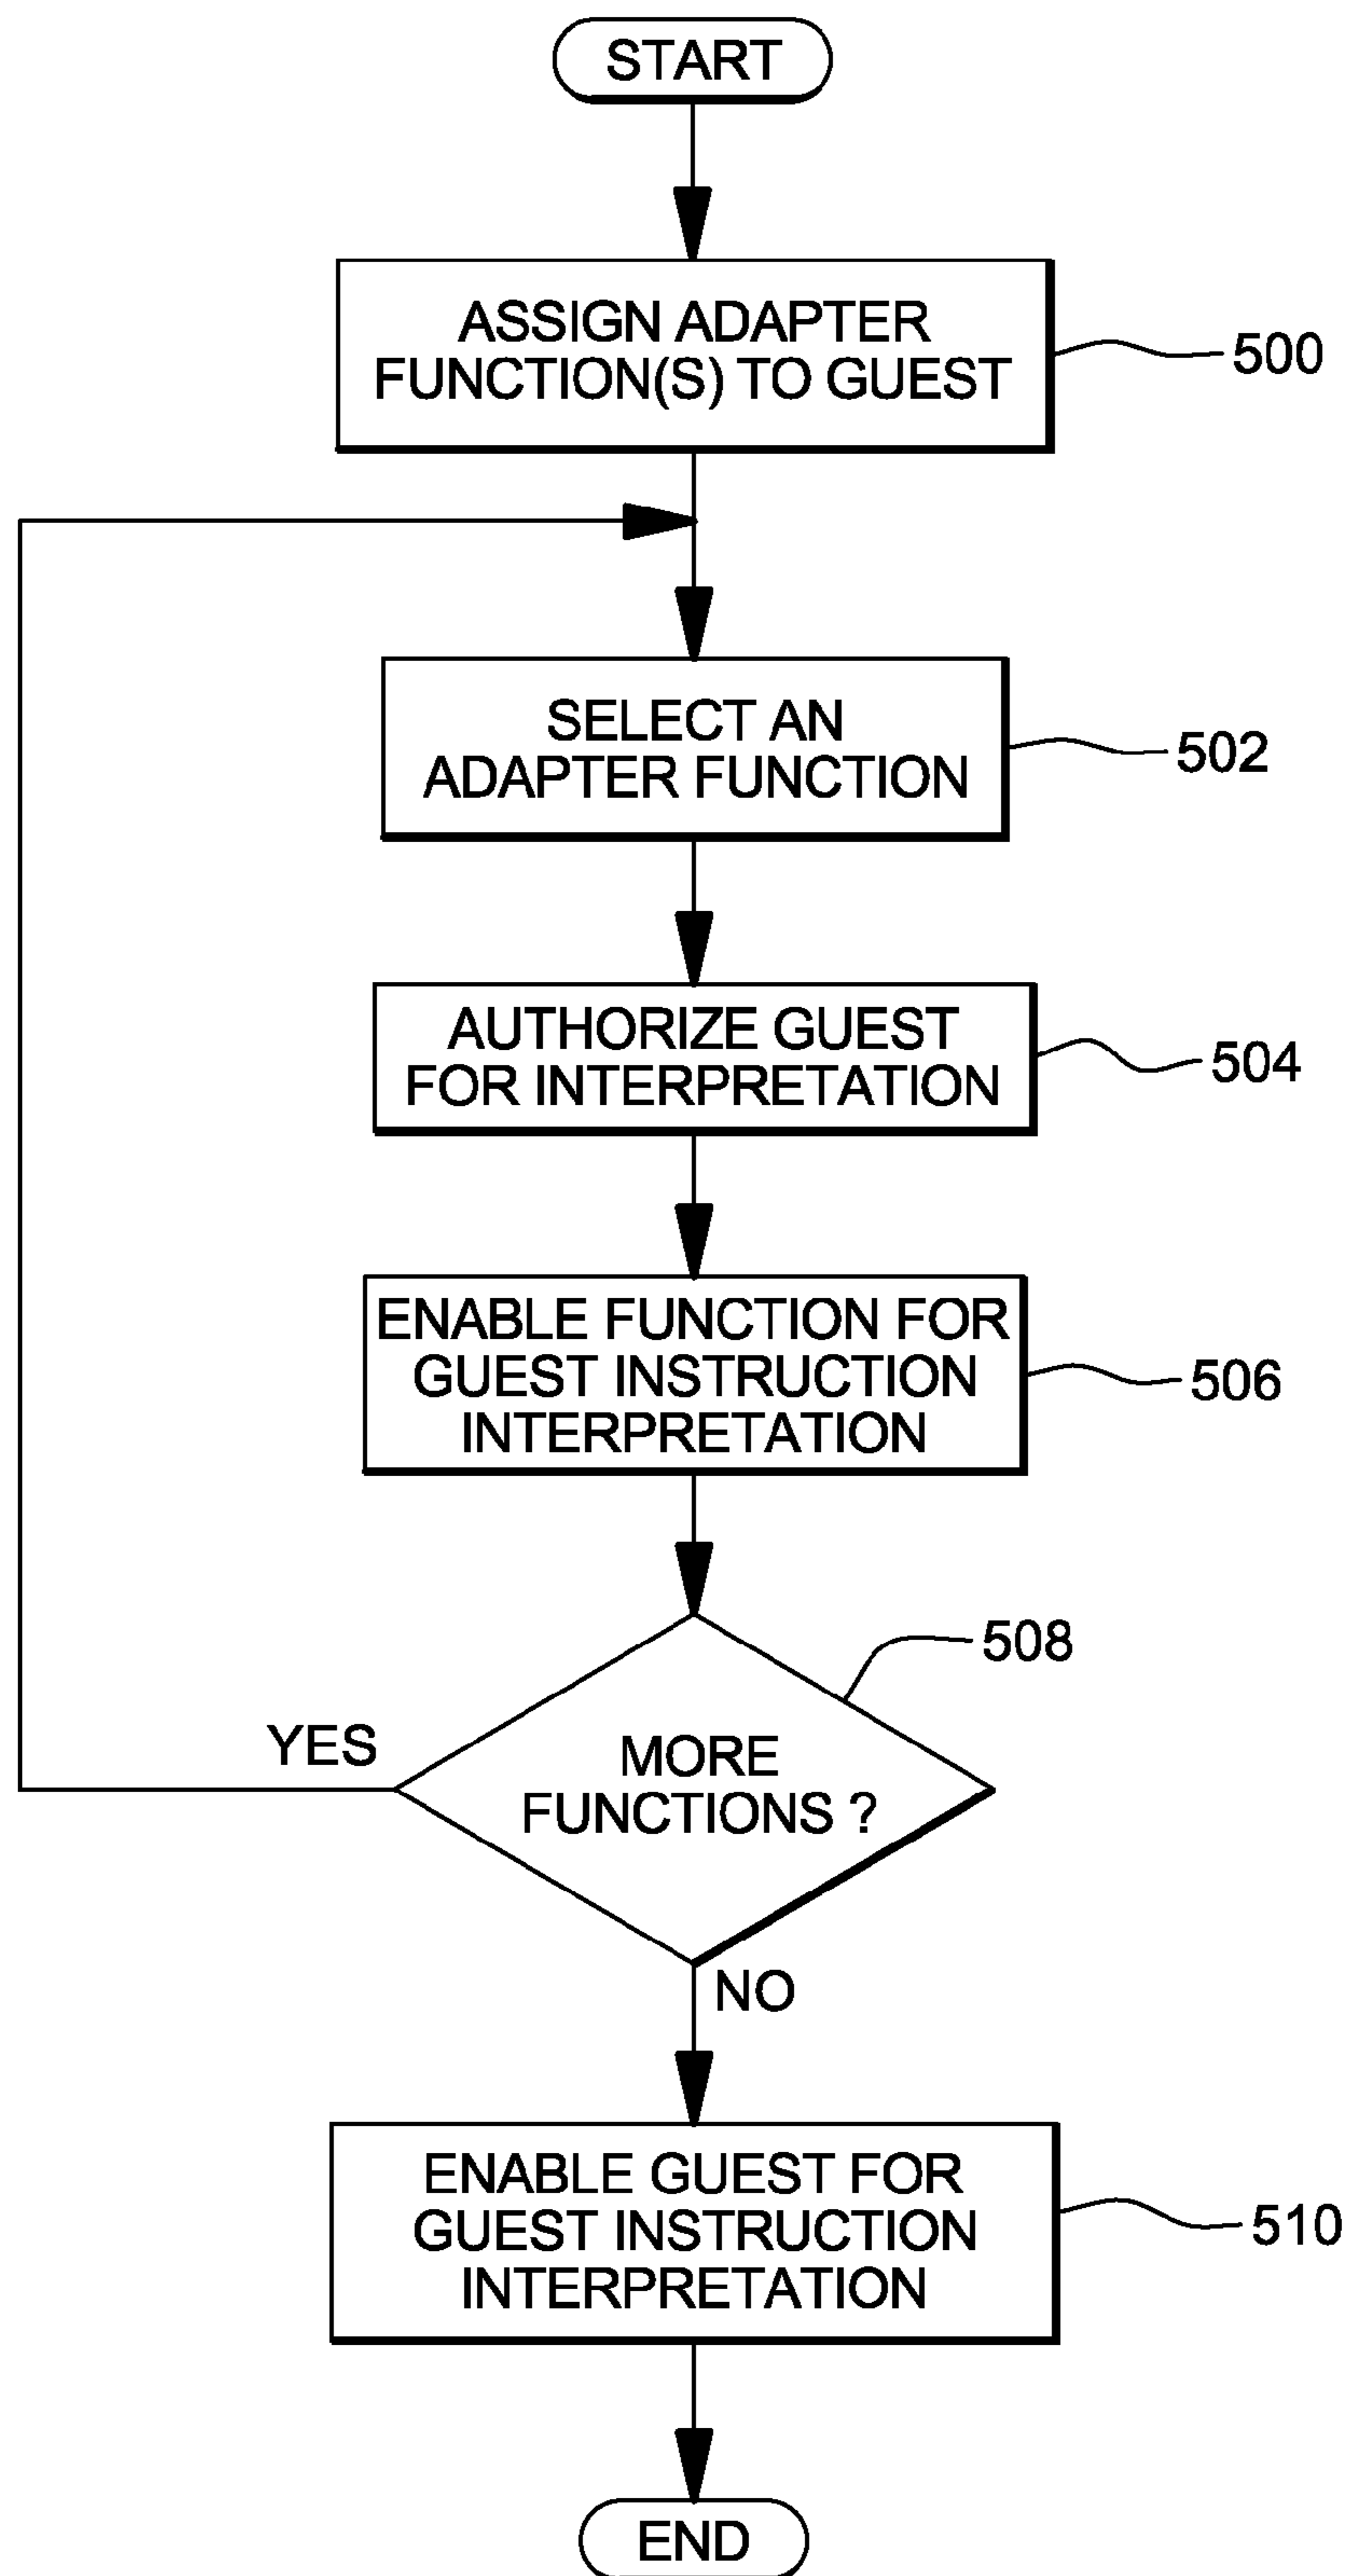 START
ASSIGN ADAPTER
FUNCTION(S) TO GUEST
500
SELECT AN
ADAPTER FUNCTION
502
AUTHORIZE GUEST
FOR INTERPRETATION
504
ENABLE FUNCTION FOR
GUEST INSTRUCTION
INTERPRETATION
506
508
YES
MORE
FUNCTIONS ?
NO
ENABLE GUEST FOR
GUEST INSTRUCTION
INTERPRETATION
510
END